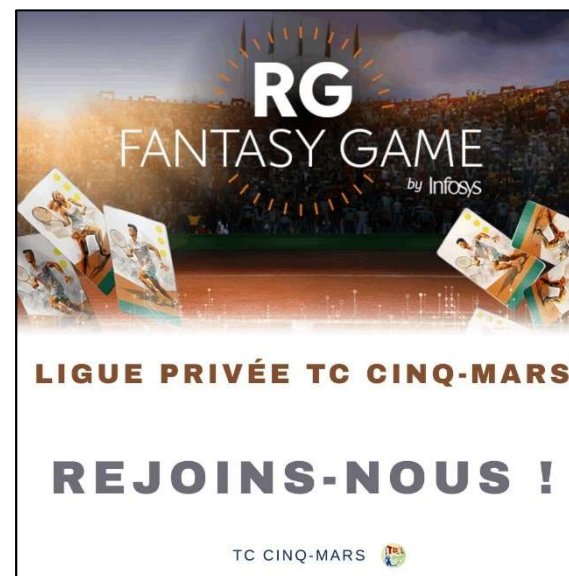 RG
FANTASY GAME
by Infosys
LIGUE PRIVÉE TC CINQ-MARS
REJOINS-NOUS !
TC CINQ-MARS